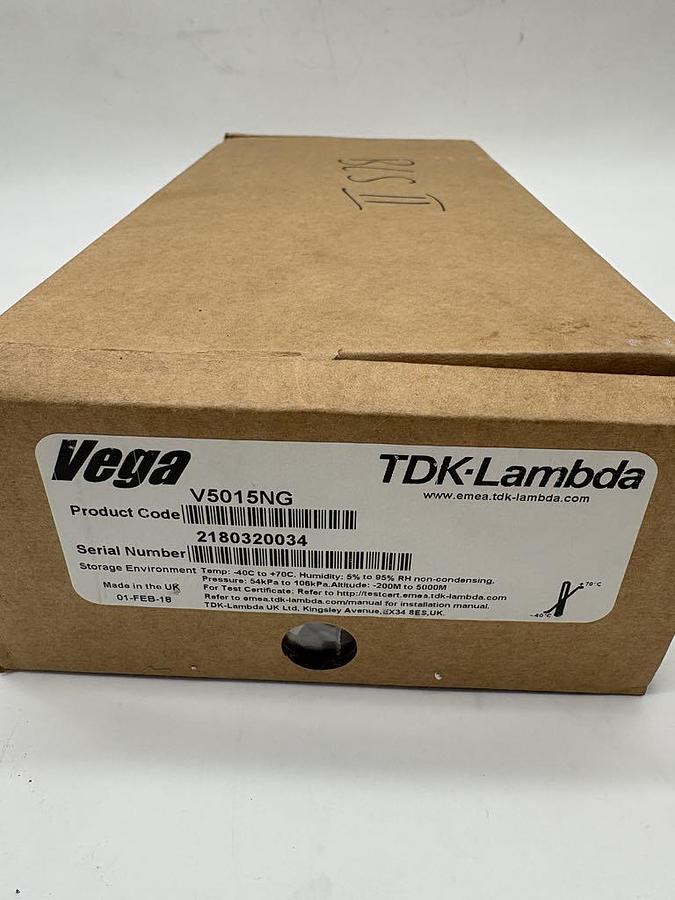 Vega
TDK·Lambda
www.emea.tdk-lambda.com
V5015NG
Product Code
2180320034
Serial Number
Storage Environment Temp: -40C to +70C. Humidity: 5% to 95% RH non-condensing.
Pressure: 54kPa to 106kPa.Altitude: -200M to 5000M
Made in the UK
For Test Certificate: Refer to http://testcert.emea.tdk-lambda.com
01-FEB-18
Refer to emea.tdk-lambda.com/manual for installation manual.
TDK-Lambda UK Ltd, Kingsley Avenue,EX34 8ES,UK.
+70°C
-40°C